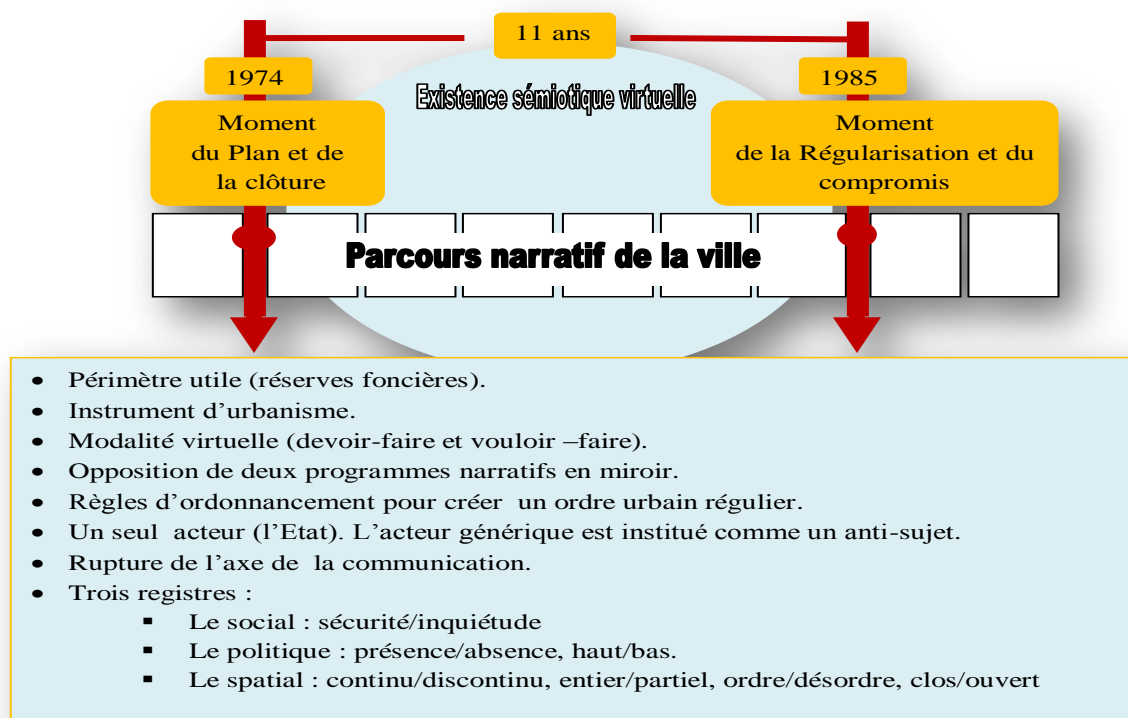 11 ans
1974
1985
Existence sémiotique virtuelle
Moment
du Plan et de
la clôture
Moment
de la Régularisation et du
compromis
Parcours narratif de la ville
• Périmètre utile (réserves foncières).
• Instrument d’urbanisme.
• Modalité virtuelle (devoir-faire et vouloir –faire).
• Opposition de deux programmes narratifs en miroir.
• Règles d’ordonnancement pour créer un ordre urbain régulier.
• Un seul acteur (l’Etat). L’acteur générique est institué comme un anti-sujet.
• Rupture de l’axe de la communication.
• Trois registres :
▪ Le social : sécurité/inquiétude
▪ Le politique : présence/absence, haut/bas.
▪ Le spatial : continu/discontinu, entier/partiel, ordre/désordre, clos/ouvert